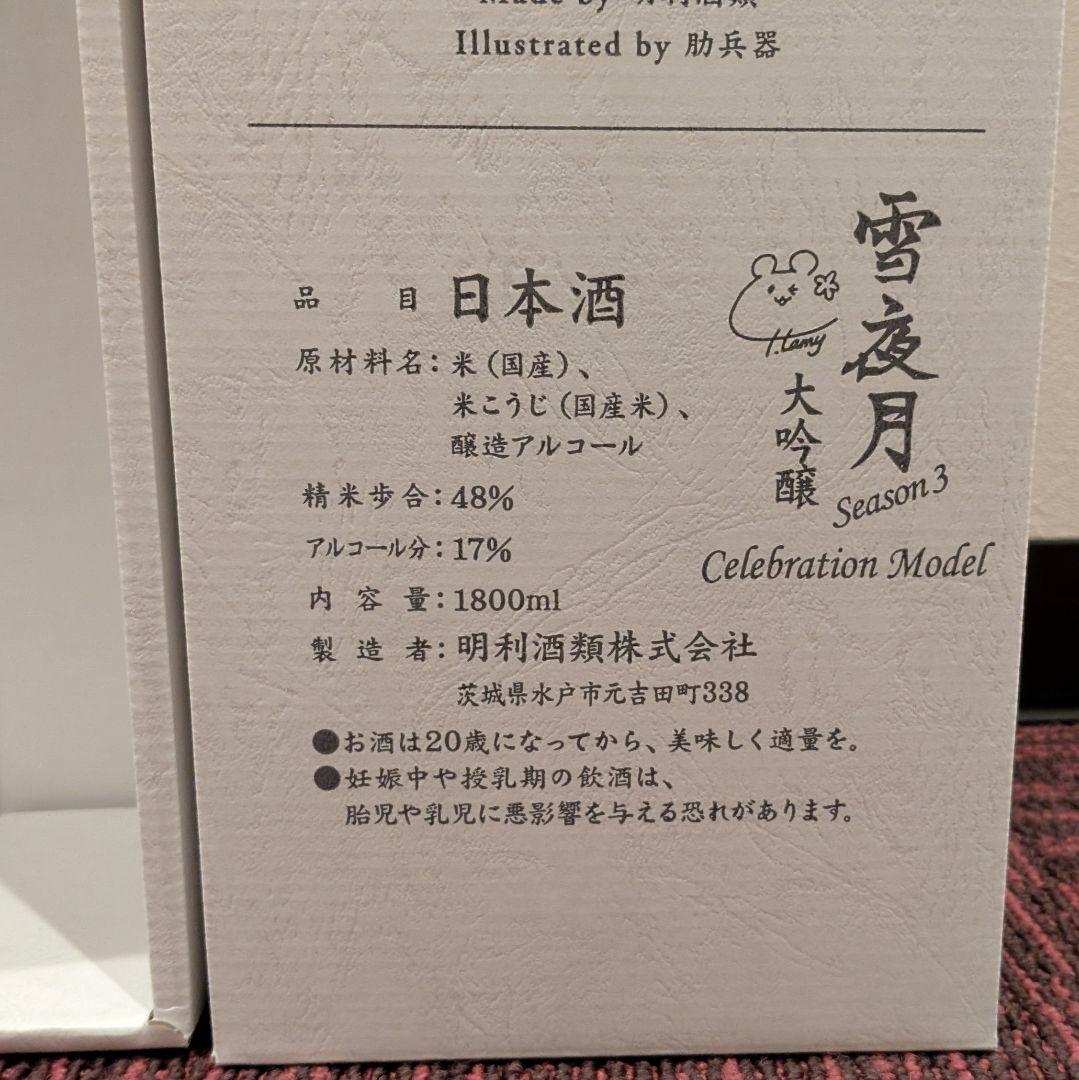 Made by 明利酒類
Illustrated by 肋兵器
雪夜月
大吟醸
Season 3
Celebration Model
品目 日本酒
原材料名：米（国産）、
米こうじ（国産米）、
醸造アルコール
精米歩合：48%
アルコール分：17%
内容量：1800ml
製造者：明利酒類株式会社
茨城県水戸市元吉田町338
●お酒は20歳になってから、美味しく適量を。
●妊娠中や授乳期の飲酒は、
胎児や乳児に悪影響を与える恐れがあります。